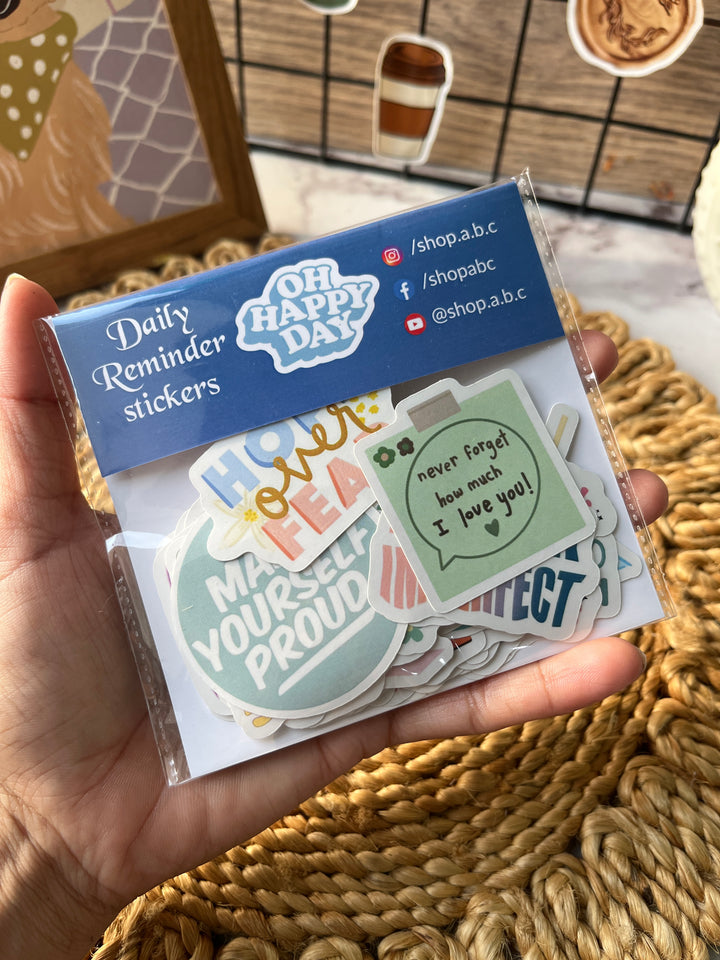 Daily
Reminder
stickers
OH
HAPPY
DAY
/shop.a.b.c
/shopabc
@shop.a.b.c
over
never forget
how much
I love you!
YOURSELF
PROUD